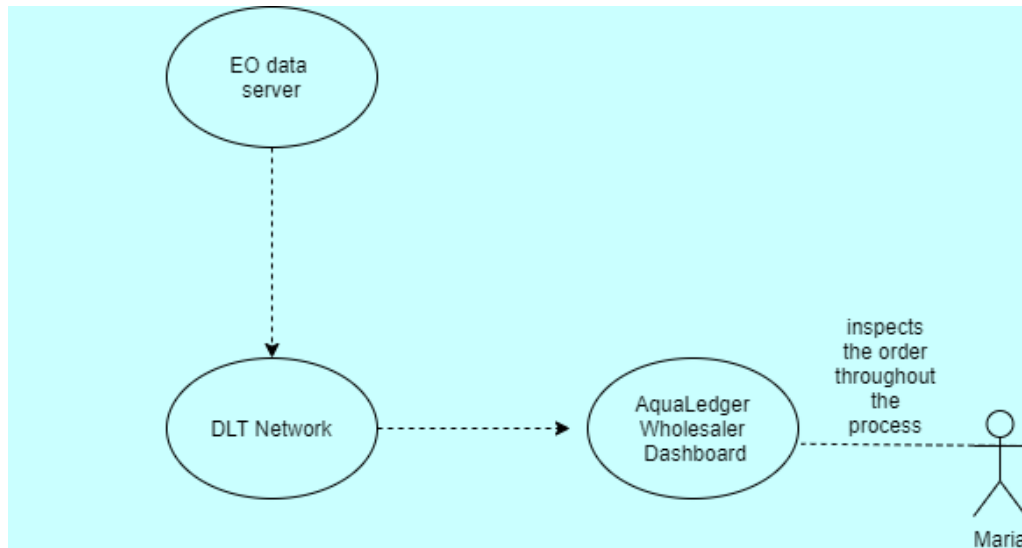 EO data
server
DLT Network
AquaLedger
Wholesaler
Dashboard
inspects
the order
throughout
the
process
Maria